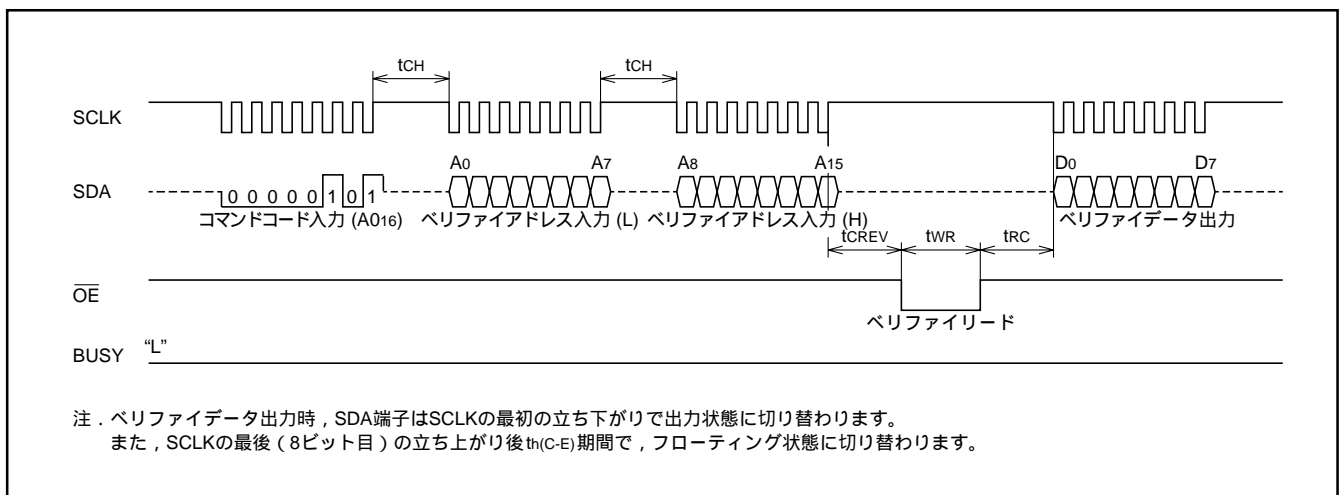 tCH tCH
SCLK
A0 A7 A8 A15 D0 D7
SDA 0 0 0 0 0 1 0 1
コマンドコード入力 (A016) ベリファイアドレス入力 (L) ベリファイアドレス入力 (H) ベリファイデータ出力
tCREV tWR tRC
OE
ベリファイリード
BUSY “L”
注．ベリファイデータ出力時，SDA端子はSCLKの最初の立ち下がりで出力状態に切り替わります。
また，SCLKの最後（8ビット目）の立ち上がり後th(C-E)期間で，フローティング状態に切り替わります。